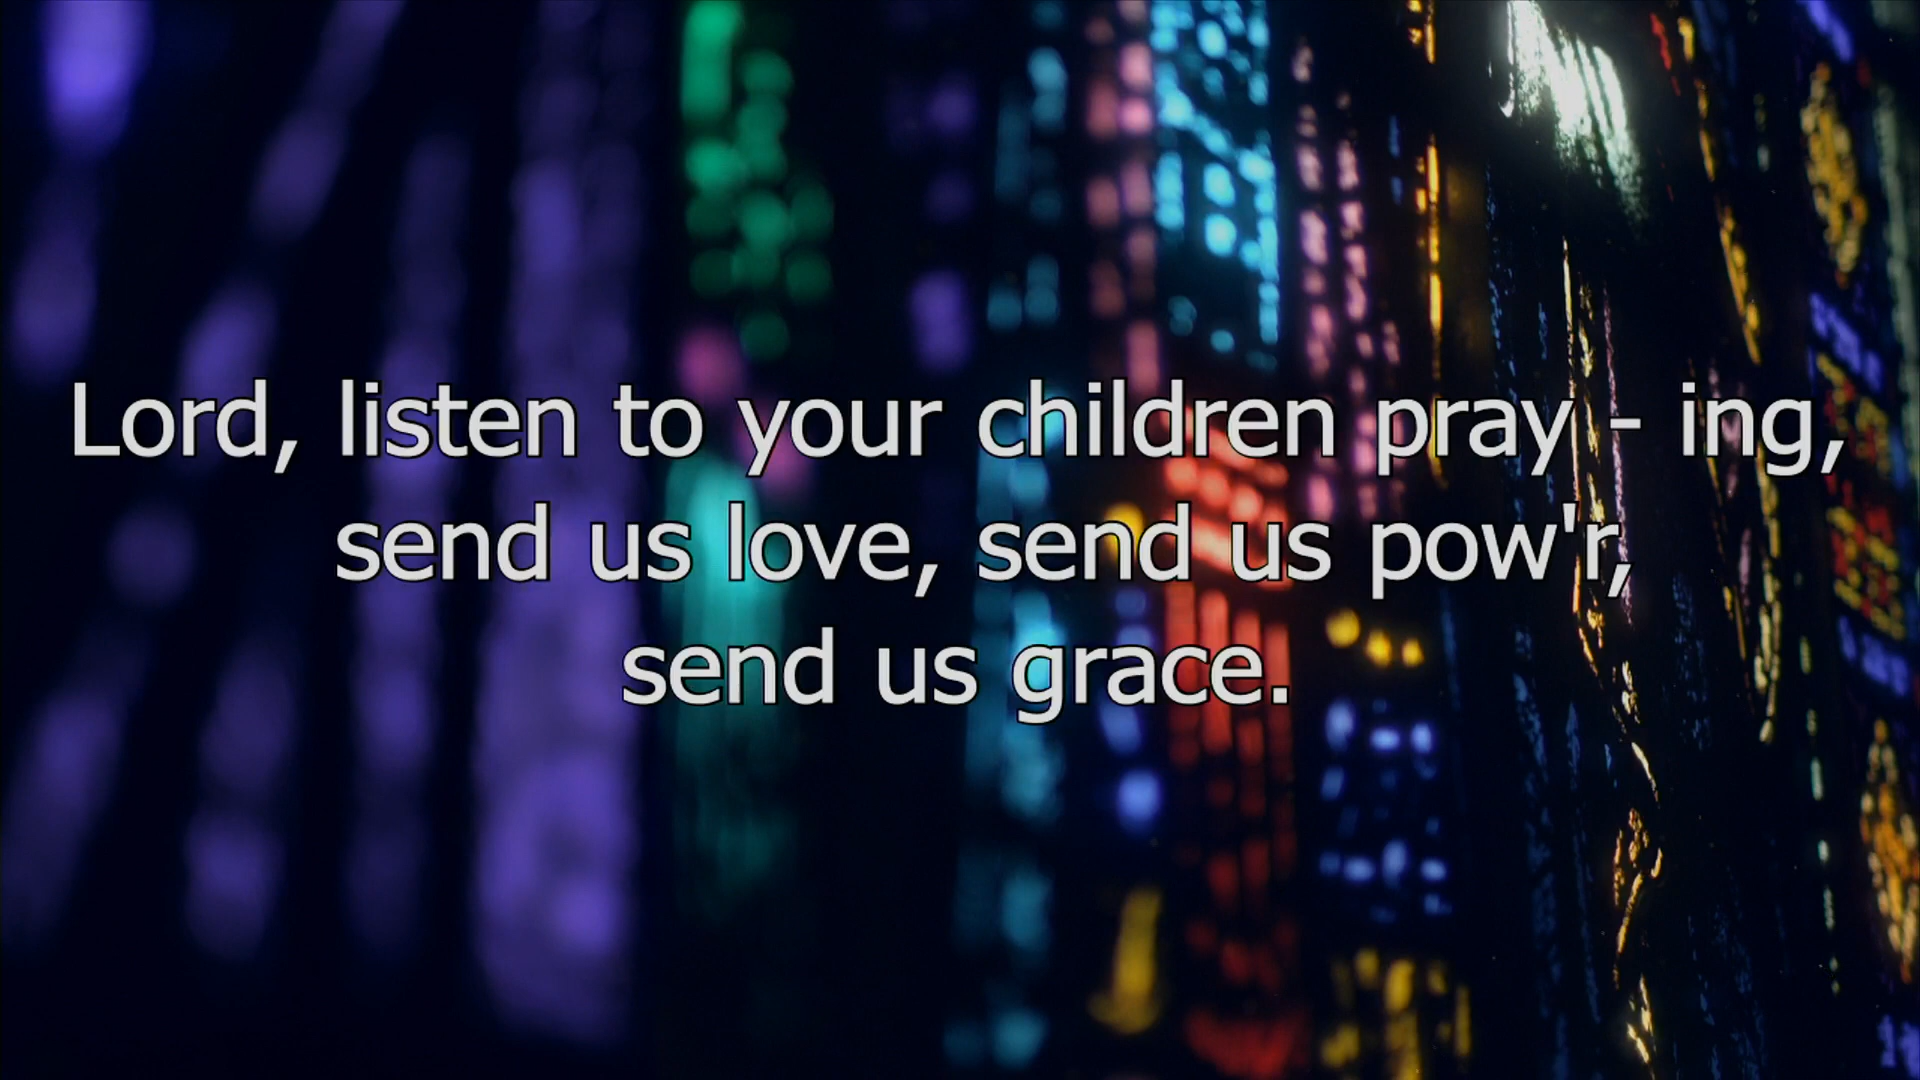 Lord, listen to your children pray - ing,
send us love, send us pow'r,
send us grace.